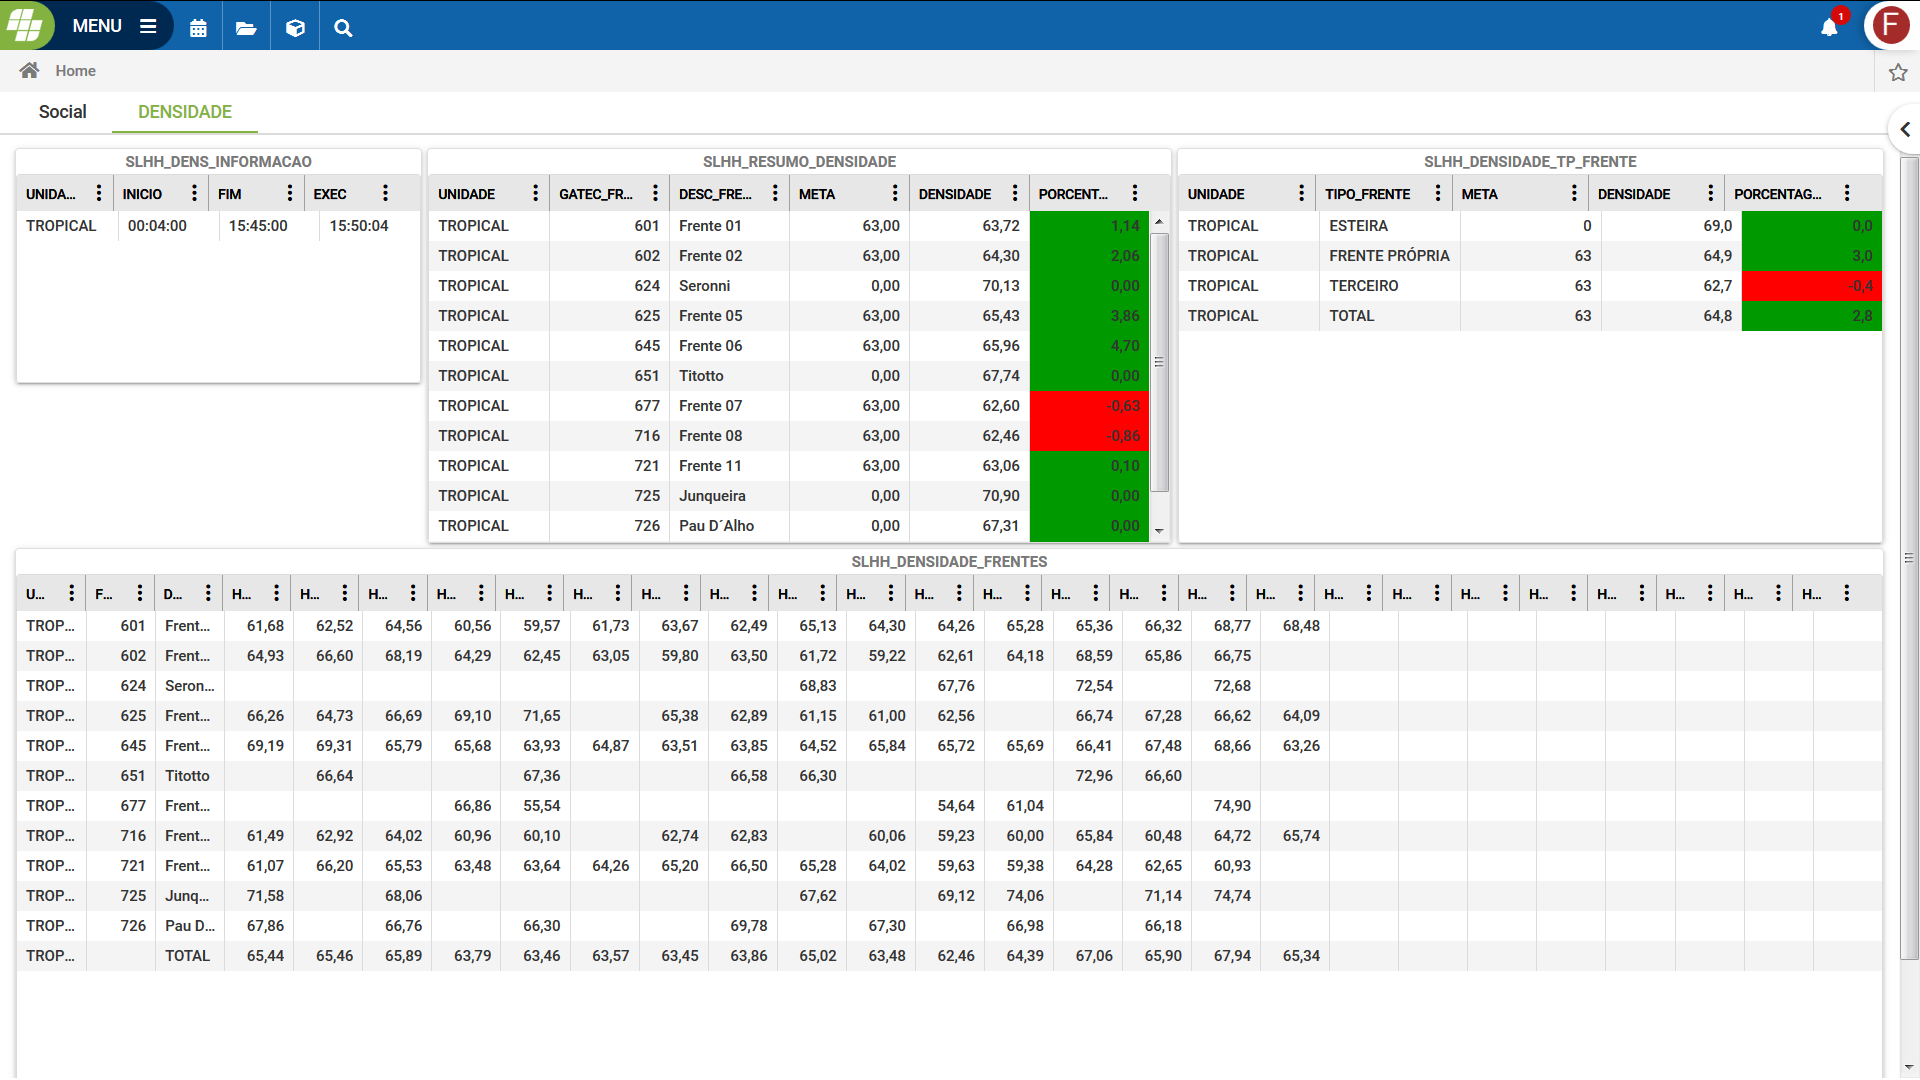 MENU
1
F
Home
Social DENSIDADE
SLHH_DENS_INFORMACAO
UNIDA... INICIO FIM EXEC
TROPICAL 00:04:00 15:45:00 15:50:04
SLHH_RESUMO_DENSIDADE
UNIDADE GATEC_FR... DESC_FRE... META DENSIDADE PORCENT...
TROPICAL 601 Frente 01 63,00 63,72 1,14
TROPICAL 602 Frente 02 63,00 64,30 2,06
TROPICAL 624 Seronni 0,00 70,13 0,00
TROPICAL 625 Frente 05 63,00 65,43 3,86
TROPICAL 645 Frente 06 63,00 65,96 4,70
TROPICAL 651 Titotto 0,00 67,74 0,00
TROPICAL 677 Frente 07 63,00 62,60 -0,63
TROPICAL 716 Frente 08 63,00 62,46 -0,86
TROPICAL 721 Frente 11 63,00 63,06 0,10
TROPICAL 725 Junqueira 0,00 70,90 0,00
TROPICAL 726 Pau D´Alho 0,00 67,31 0,00
SLHH_DENSIDADE_TP_FRENTE
UNIDADE TIPO_FRENTE META DENSIDADE PORCENTAG...
TROPICAL ESTEIRA 0 69,0 0,0
TROPICAL FRENTE PRÓPRIA 63 64,9 3,0
TROPICAL TERCEIRO 63 62,7 -0,4
TROPICAL TOTAL 63 64,8 2,8
SLHH_DENSIDADE_FRENTES
U... F... D... H... H... H... H... H... H... H... H... H... H... H... H... H... H... H... H... H... H... H... H... H... H... H... H...
TROP... 601 Frent... 61,68 62,52 64,56 60,56 59,57 61,73 63,67 62,49 65,13 64,30 64,26 65,28 65,36 66,32 68,77 68,48
TROP... 602 Frent... 64,93 66,60 68,19 64,29 62,45 63,05 59,80 63,50 61,72 59,22 62,61 64,18 68,59 65,86 66,75
TROP... 624 Seron... 68,83 67,76 72,54 72,68
TROP... 625 Frent... 66,26 64,73 66,69 69,10 71,65 65,38 62,89 61,15 61,00 62,56 66,74 67,28 66,62 64,09
TROP... 645 Frent... 69,19 69,31 65,79 65,68 63,93 64,87 63,51 63,85 64,52 65,84 65,72 65,69 66,41 67,48 68,66 63,26
TROP... 651 Titotto 66,64 67,36 66,58 66,30 72,96 66,60
TROP... 677 Frent... 66,86 55,54 54,64 61,04 74,90
TROP... 716 Frent... 61,49 62,92 64,02 60,96 60,10 62,74 62,83 60,06 59,23 60,00 65,84 60,48 64,72 65,74
TROP... 721 Frent... 61,07 66,20 65,53 63,48 63,64 64,26 65,20 66,50 65,28 64,02 59,63 59,38 64,28 62,65 60,93
TROP... 725 Junq... 71,58 68,06 67,62 69,12 74,06 71,14 74,74
TROP... 726 Pau D... 67,86 66,76 66,30 69,78 67,30 66,98 66,18
TROP... TOTAL 65,44 65,46 65,89 63,79 63,46 63,57 63,45 63,86 65,02 63,48 62,46 64,39 67,06 65,90 67,94 65,34